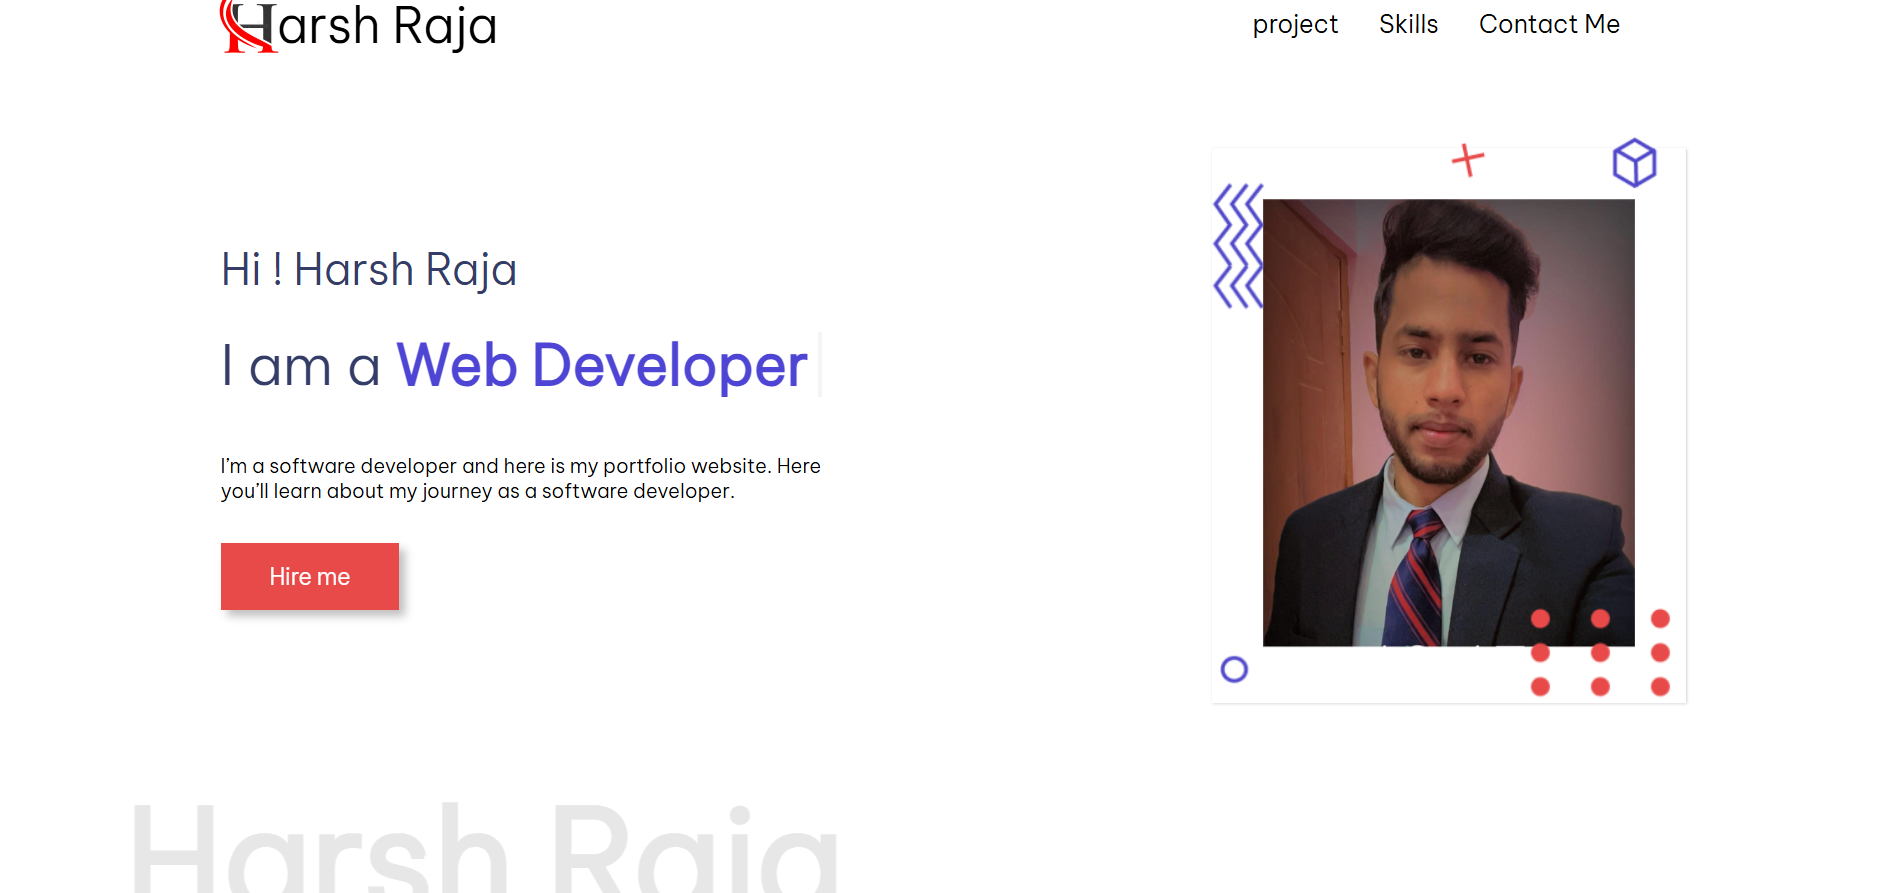 Harsh Raja
project Skills Contact Me
Hi ! Harsh Raja
I am a Web Developer
I’m a software developer and here is my portfolio website. Here
you’ll learn about my journey as a software developer.
Hire me
Harsh Raja